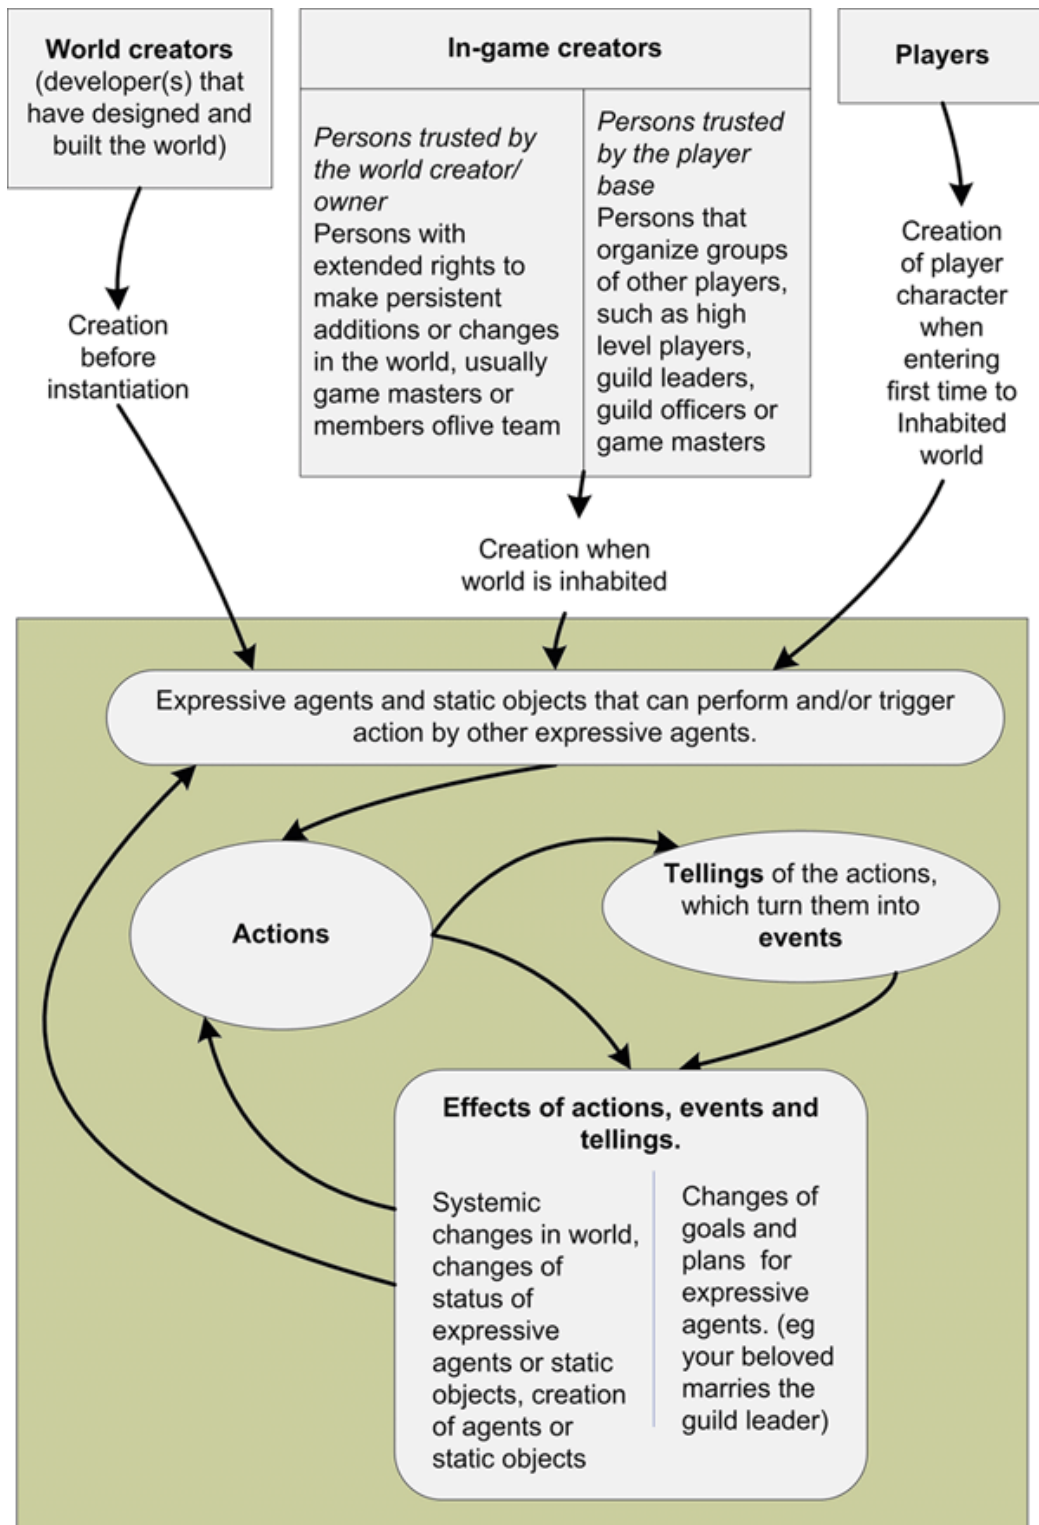 World creators
(developer(s) that
have designed and
built the world)
In-game creators
Persons trusted by
the world creator/
owner
Persons with
extended rights to
make persistent
additions or changes
in the world, usually
game masters or
members oflive team
Persons trusted
by the player
base
Persons that
organize groups
of other players,
such as high
level players,
guild leaders,
guild officers or
game masters
Players
Creation
before
instantiation
Creation when
world is inhabited
Creation
of player
character
when
entering
first time to
Inhabited
world
Expressive agents and static objects that can perform and/or trigger
action by other expressive agents.
Actions
Tellings of the actions,
which turn them into
events
Effects of actions, events and
tellings.
Systemic
changes in world,
changes of
status of
expressive
agents or static
objects, creation
of agents or
static objects
Changes of
goals and
plans for
expressive
agents. (eg
your beloved
marries the
guild leader)